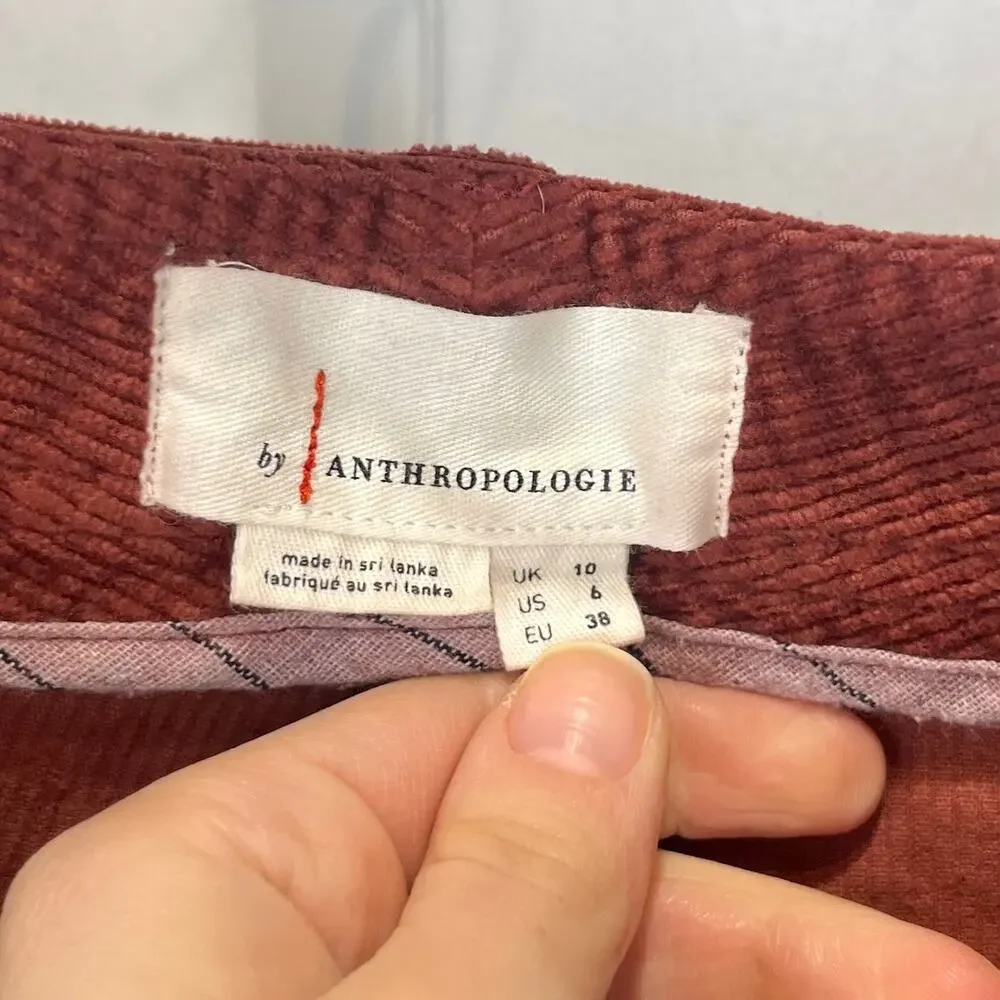 by ANTHROPOLOGIE
made in sri lanka
fabriqué au sri lanka
UK 10
US 6
EU 38